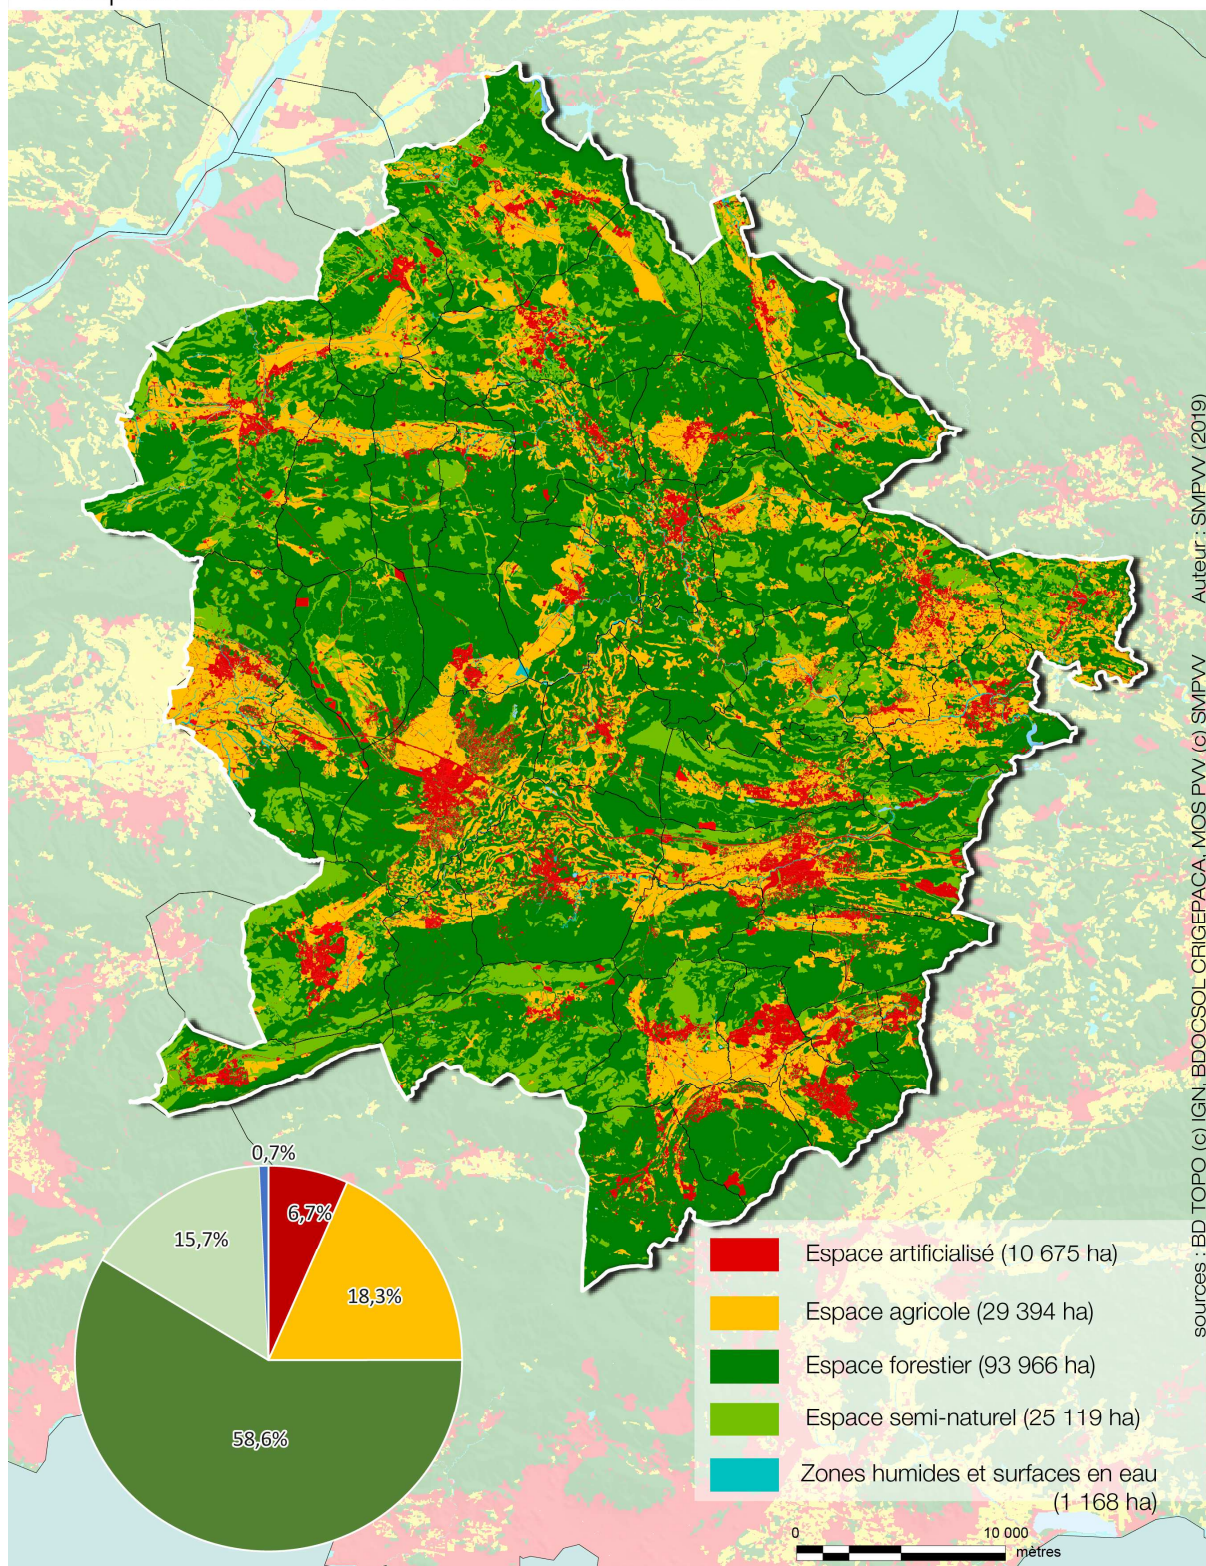 0,7%
6,7%
15,7%
18,3%
58,6%
Espace artificialisé (10 675 ha)
Espace agricole (29 394 ha)
Espace forestier (93 966 ha)
Espace semi-naturel (25 119 ha)
Zones humides et surfaces en eau
(1 168 ha)
0 10 000
mètres
sources : BD TOPO (c) IGN, BDOCSOL CRIGEPACA, MOS PVV (c) SMPVV Auteur : SMPVV (2019)